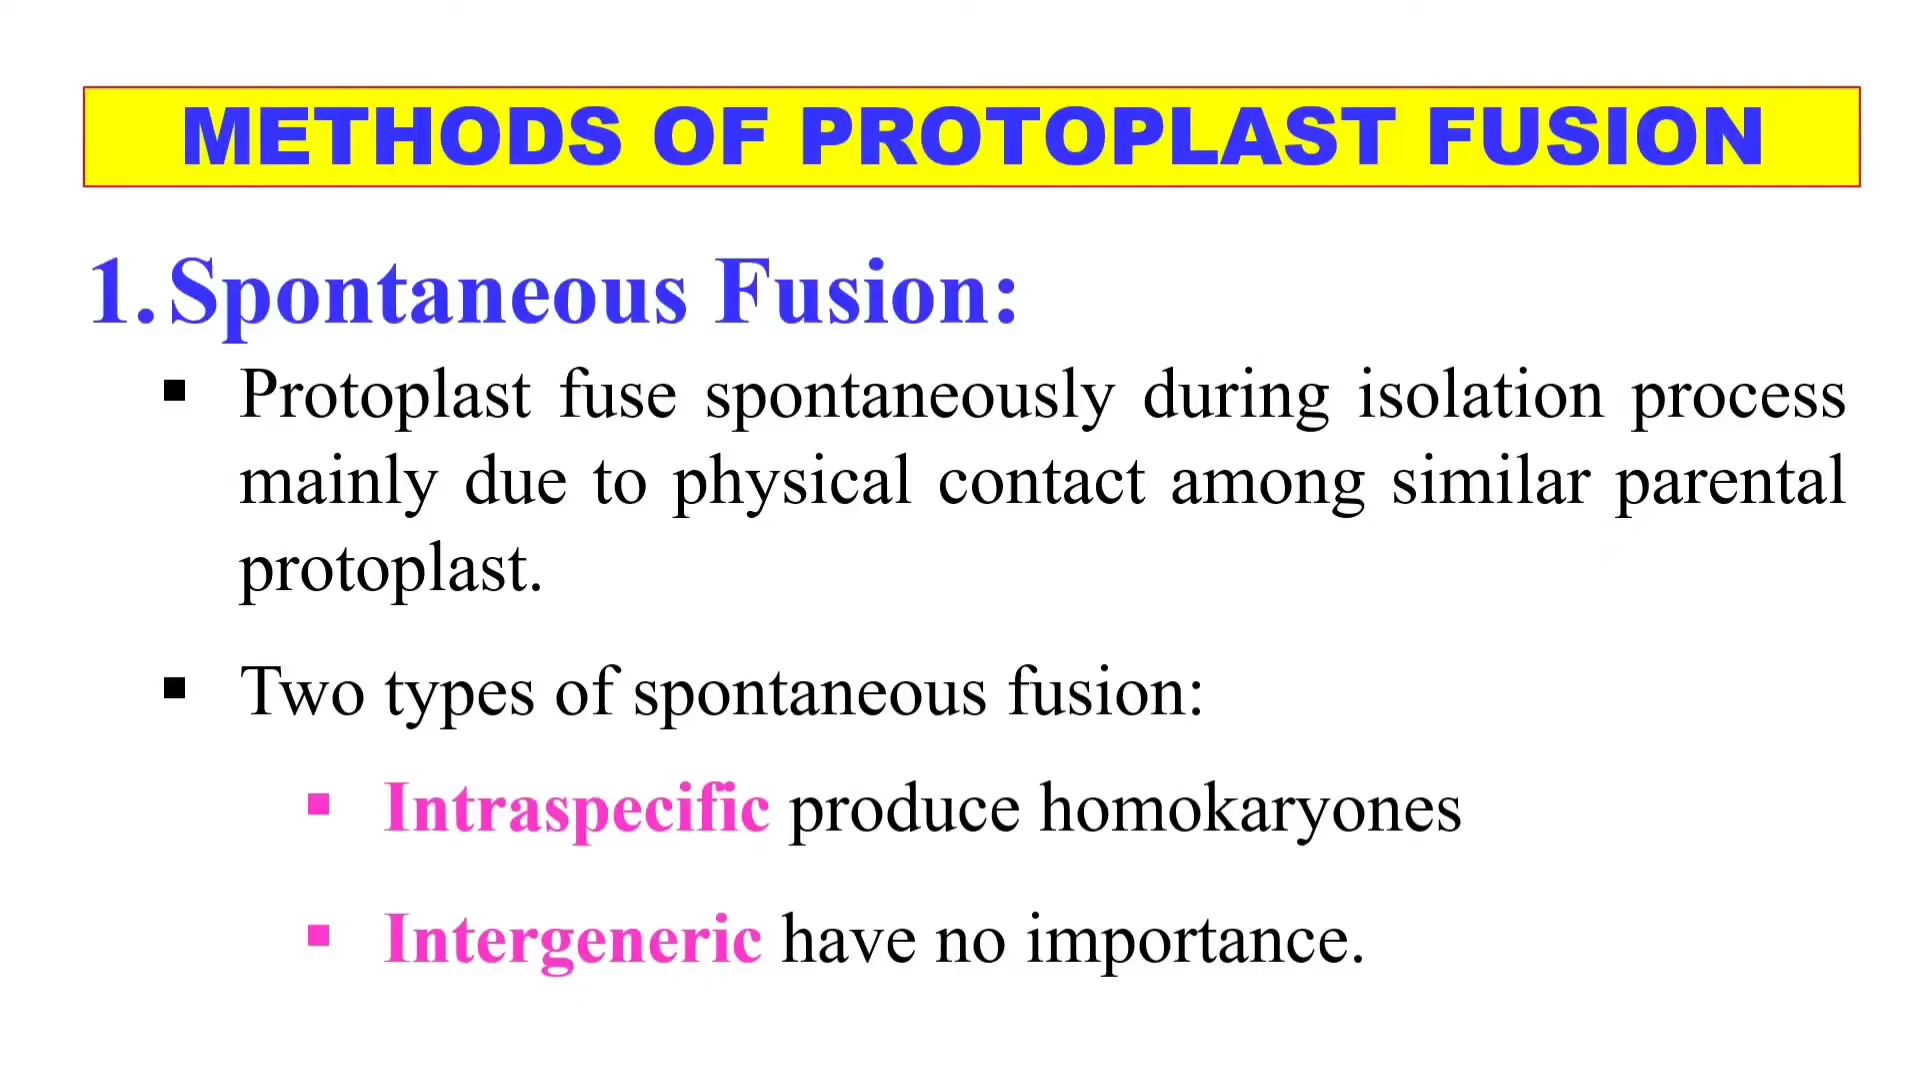 METHODS OF PROTOPLAST FUSION
1. Spontaneous Fusion:
▪ Protoplast fuse spontaneously during isolation process
mainly due to physical contact among similar parental
protoplast.
▪ Two types of spontaneous fusion:
▪ Intraspecific produce homokaryones
▪ Intergeneric have no importance.